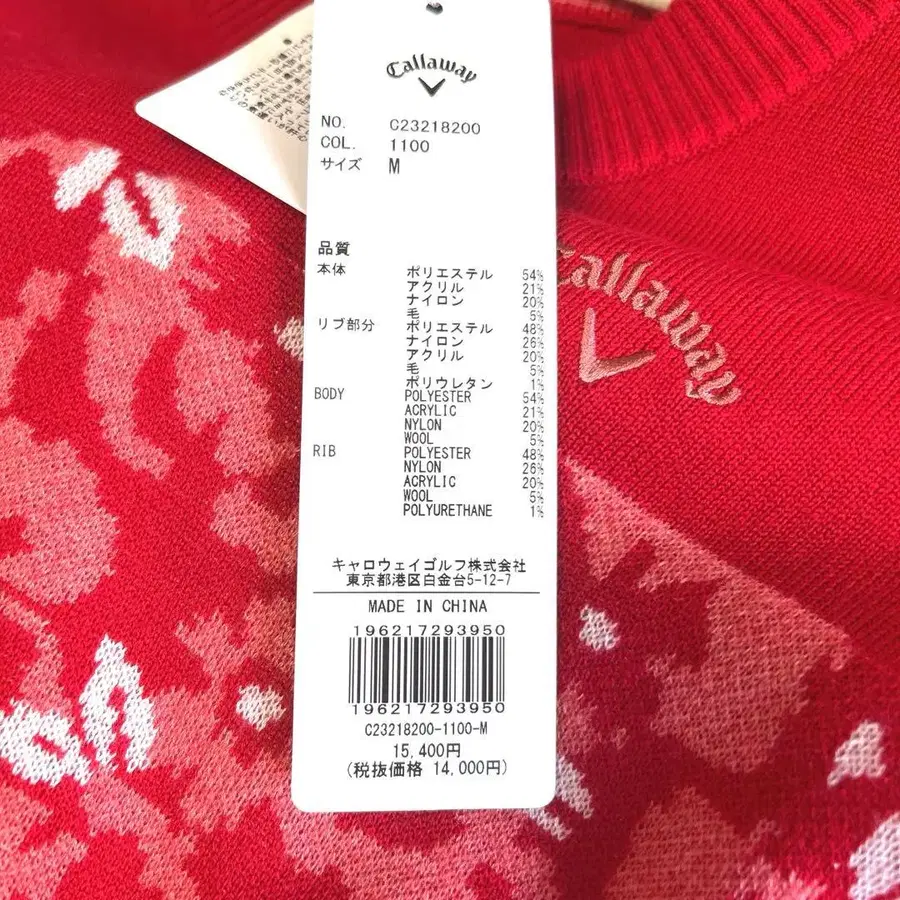 Callaway
NO. C23218200
COL. 1100
サイズ M
品質
本体 ポリエステル 54%
アクリル 21%
ナイロン 20%
毛 5%
リブ部分 ポリエステル 48%
ナイロン 26%
アクリル 20%
毛 5%
ポリウレタン 1%
BODY POLYESTER 54%
ACRYLIC 21%
NYLON 20%
WOOL 5%
RIB POLYESTER 48%
NYLON 26%
ACRYLIC 20%
WOOL 5%
POLYURETHANE 1%
キャロウェイゴルフ株式会社
東京都港区白金台5-12-7
MADE IN CHINA
196217293950
196217293950
C23218200-1100-M
15,400円
(税抜価格 14,000円)
Callaway